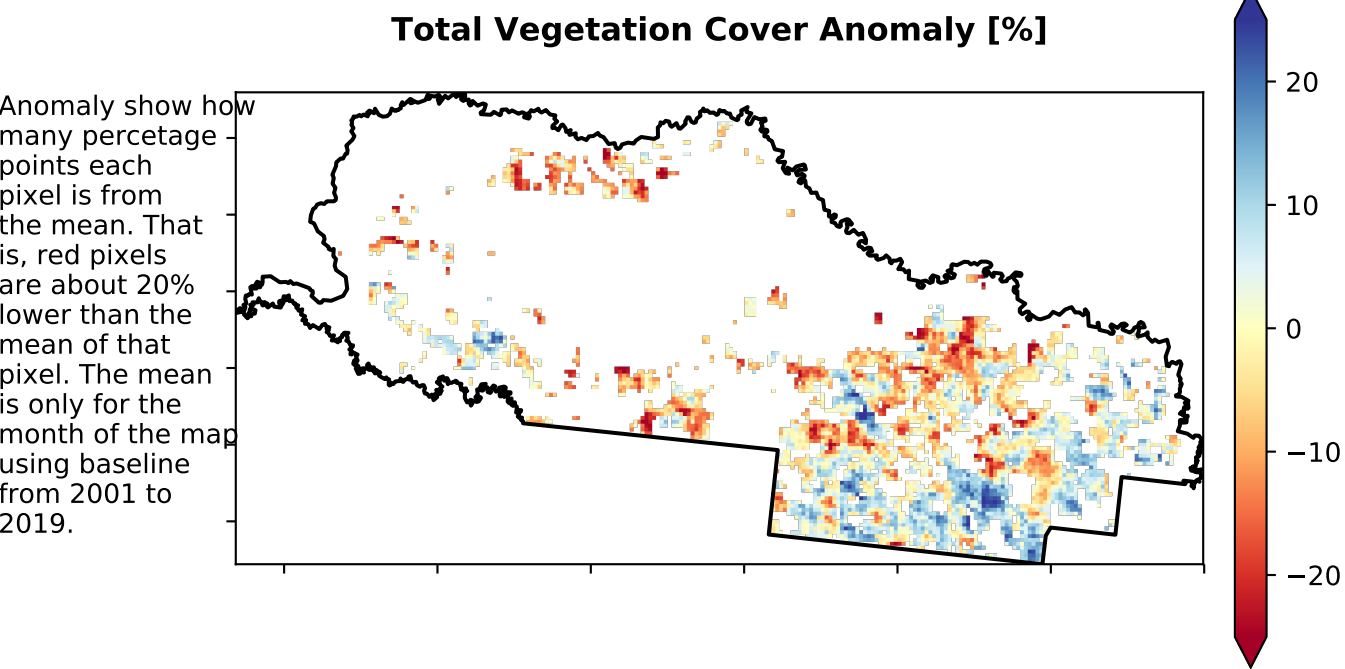 Total Vegetation Cover Anomaly [%]
Anomaly show how
many percetage
points each
pixel is from
the mean. That
is, red pixels
are about 20%
lower than the
mean of that
pixel. The mean
is only for the
month of the map
using baseline
from 2001 to
2019.
20
10
0
−10
−20